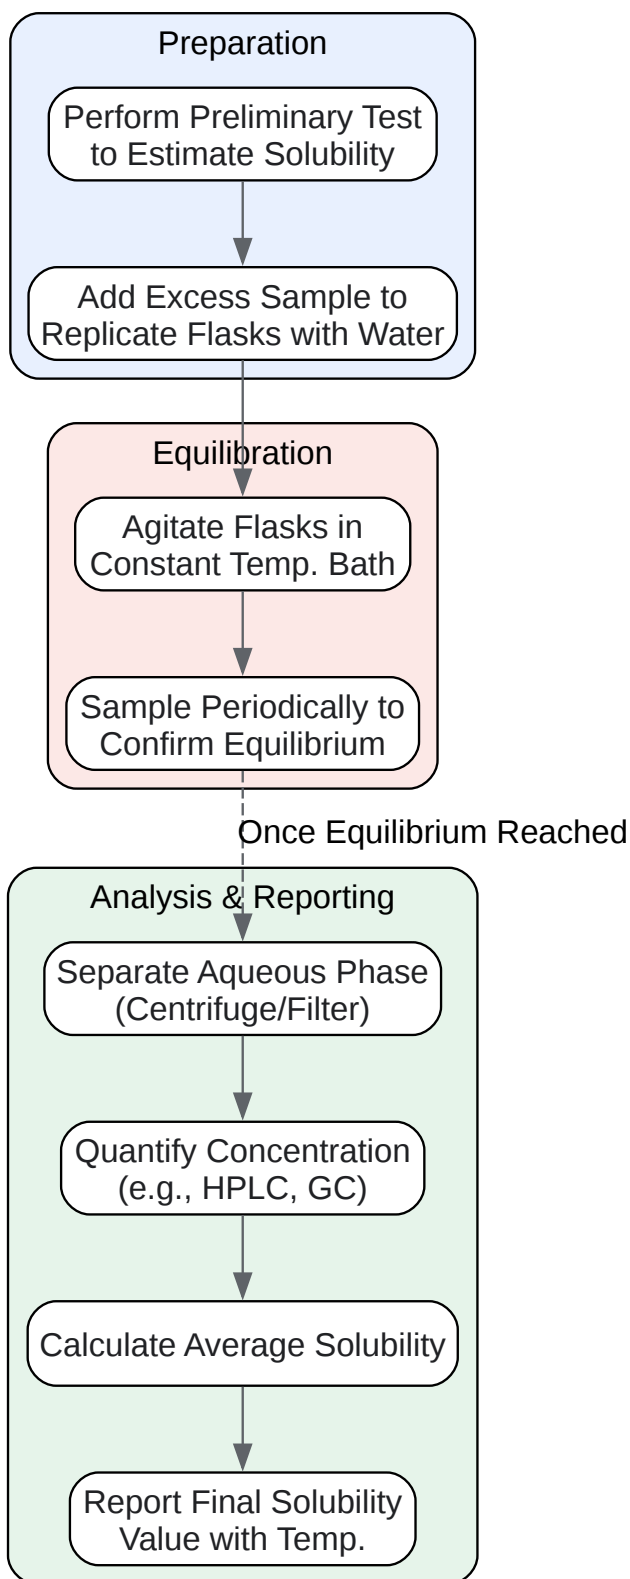 Preparation
Perform Preliminary Test
to Estimate Solubility
Add Excess Sample to
Replicate Flasks with Water
Equilibration
Agitate Flasks in
Constant Temp. Bath
Sample Periodically to
Confirm Equilibrium
Once Equilibrium Reached
Analysis & Reporting
Separate Aqueous Phase
(Centrifuge/Filter)
Quantify Concentration
(e.g., HPLC, GC)
Calculate Average Solubility
Report Final Solubility
Value with Temp.